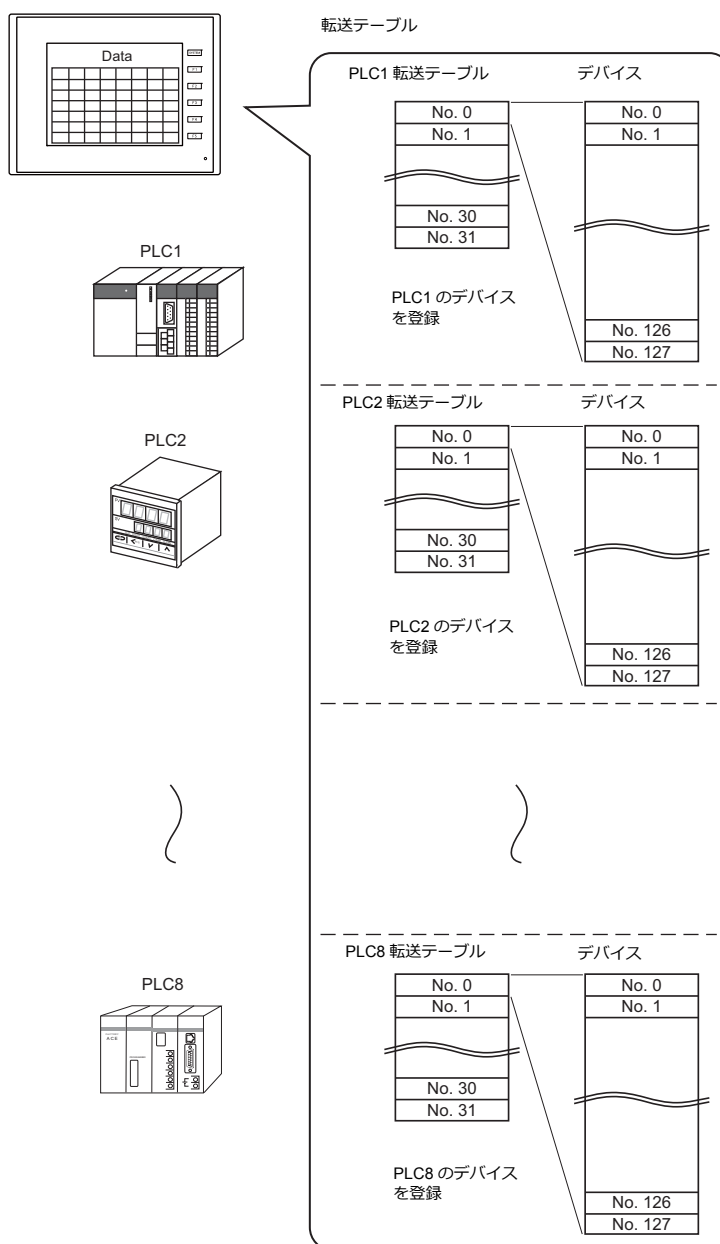 転送テーブル
Data
PLC1 転送テーブル
デバイス
No. 0
No. 1
No. 30
No. 31
No. 0
No. 1
No. 126
No. 127
PLC1 のデバイス
を登録
PLC1
PLC2 転送テーブル
デバイス
No. 0
No. 1
No. 30
No. 31
No. 0
No. 1
No. 126
No. 127
PLC2 のデバイス
を登録
PLC2
PV
SV
PLC8 転送テーブル
デバイス
No. 0
No. 1
No. 30
No. 31
No. 0
No. 1
No. 126
No. 127
PLC8 のデバイス
を登録
PLC8
ACE